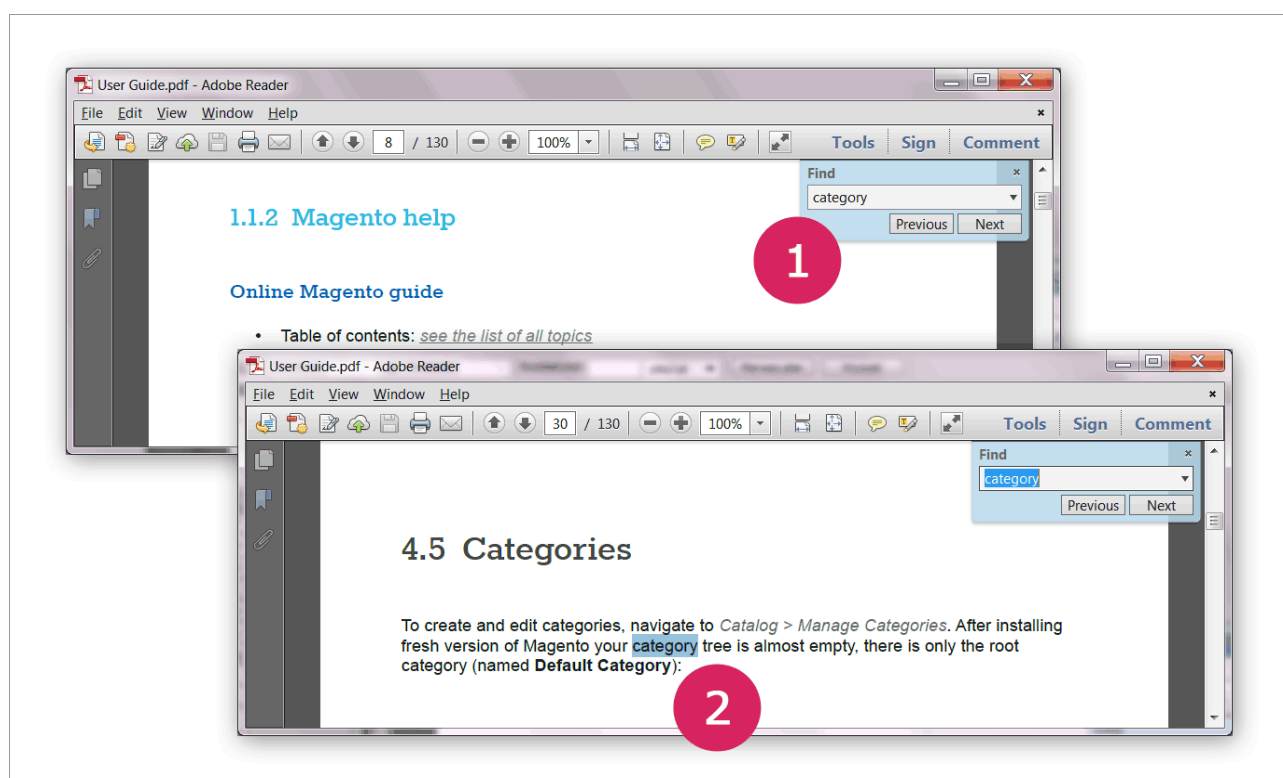 User Guide.pdf - Adobe Reader
File Edit View Window Help
8 / 130 100% Tools Sign Comment
Find
category
Previous Next
1.1.2 Magento help
1
Online Magento guide
• Table of contents: see the list of all topics
User Guide.pdf - Adobe Reader
File Edit View Window Help
30 / 130 100% Tools Sign Comment
Find
category
Previous Next
4.5 Categories
To create and edit categories, navigate to Catalog > Manage Categories. After installing
fresh version of Magento your category tree is almost empty, there is only the root
category (named Default Category):
2